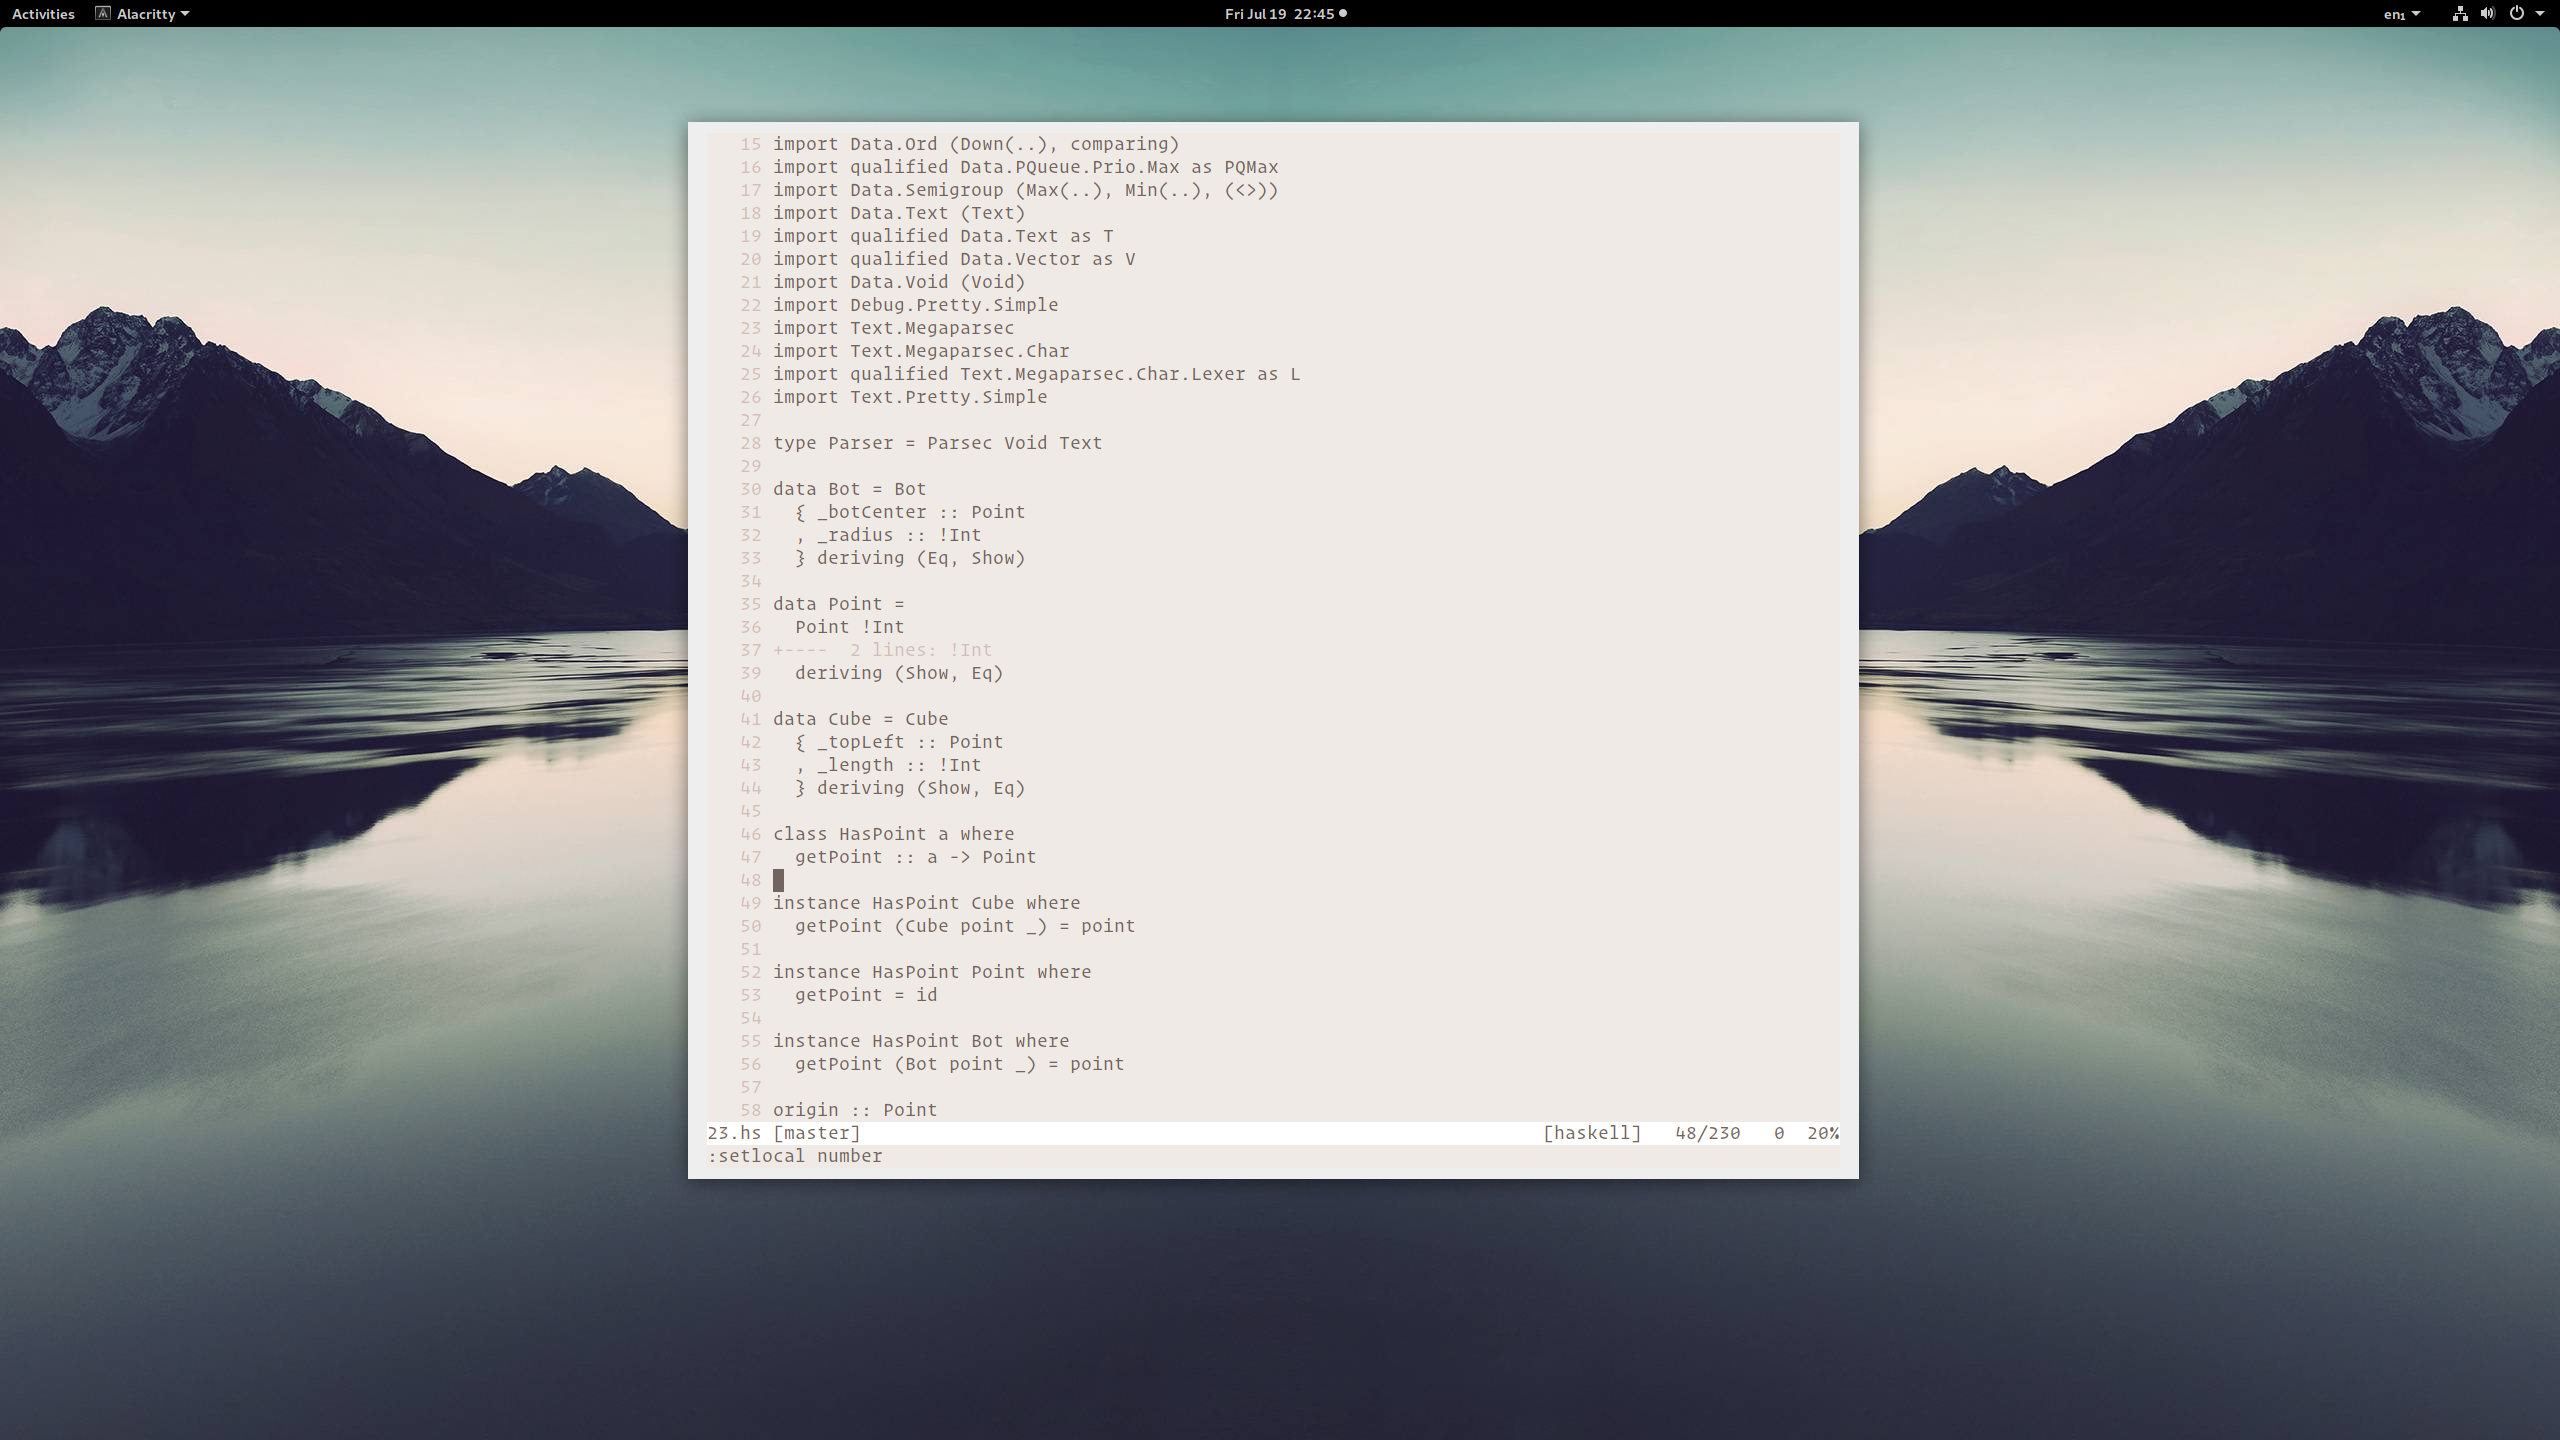 Activities Alacritty Fri Jul 19 22:45 en₁
15 import Data.Ord (Down(..), comparing)
16 import qualified Data.PQueue.Prio.Max as PQMax
17 import Data.Semigroup (Max(..), Min(..), (<>))
18 import Data.Text (Text)
19 import qualified Data.Text as T
20 import qualified Data.Vector as V
21 import Data.Void (Void)
22 import Debug.Pretty.Simple
23 import Text.Megaparsec
24 import Text.Megaparsec.Char
25 import qualified Text.Megaparsec.Char.Lexer as L
26 import Text.Pretty.Simple
27
28 type Parser = Parsec Void Text
29
30 data Bot = Bot
31   { _botCenter :: Point
32   , _radius :: !Int
33   } deriving (Eq, Show)
34
35 data Point =
36   Point !Int
37 +----  2 lines: !Int
39   deriving (Show, Eq)
40
41 data Cube = Cube
42   { _topLeft :: Point
43   , _length :: !Int
44   } deriving (Show, Eq)
45
46 class HasPoint a where
47   getPoint :: a -> Point
48
49 instance HasPoint Cube where
50   getPoint (Cube point _) = point
51
52 instance HasPoint Point where
53   getPoint = id
54
55 instance HasPoint Bot where
56   getPoint (Bot point _) = point
57
58 origin :: Point
23.hs [master] [haskell] 48/230 0 20%
:setlocal number